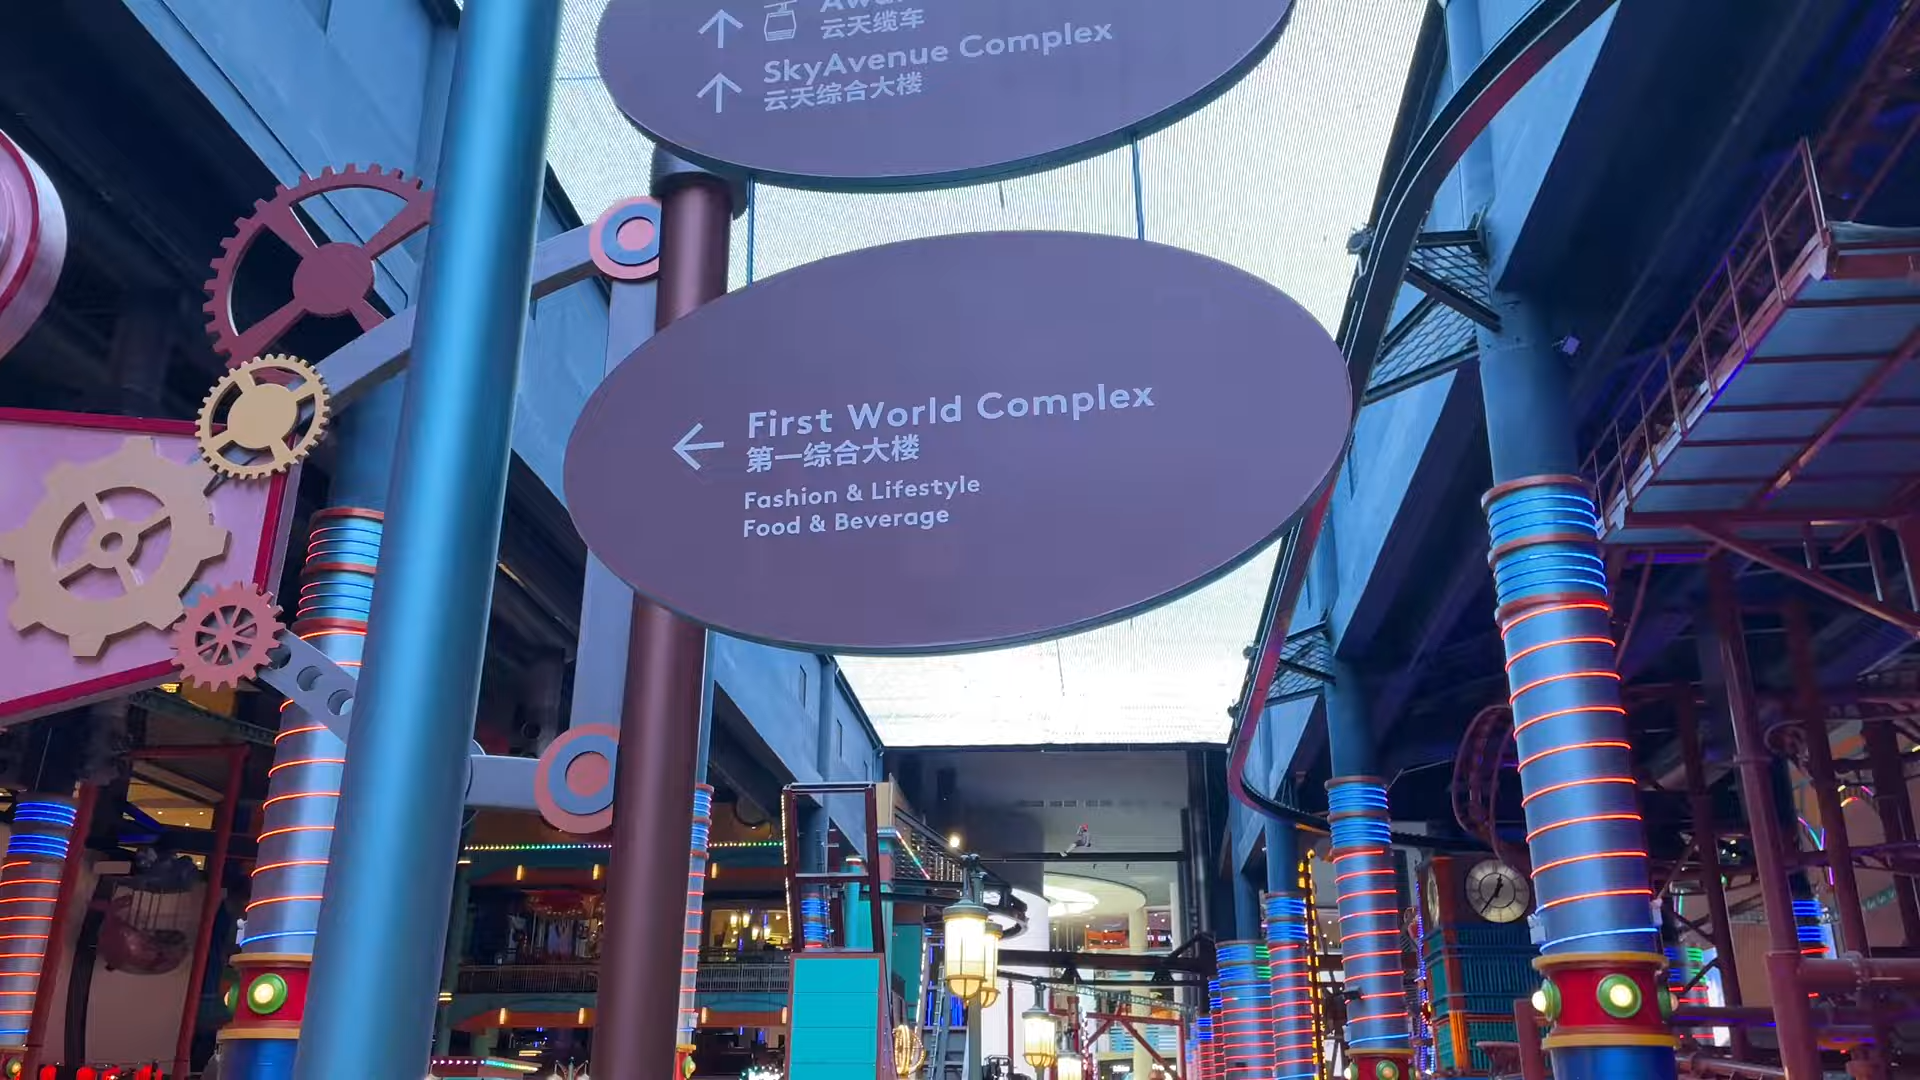 云天缆车
SkyAvenue Complex
云天综合大楼
First World Complex
第一综合大楼
Fashion & Lifestyle
Food & Beverage